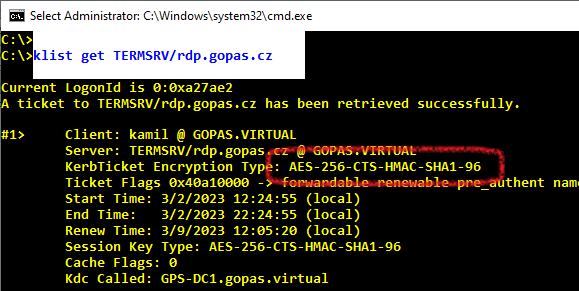 Select Administrator: C:\Windows\system32\cmd.exe
C:\>
C:\>klist get TERMSRV/rdp.gopas.cz
Current LogonId is 0:0xa27ae2
A ticket to TERMSRV/rdp.gopas.cz has been retrieved successfully.
#1> Client: kamil @ GOPAS.VIRTUAL
Server: TERMSRV/rdp.gopas.cz @ GOPAS.VIRTUAL
KerbTicket Encryption Type: AES-256-CTS-HMAC-SHA1-96
Ticket Flags 0x40a10000 -> forwardable renewable pre_authent nam
Start Time: 3/2/2023 12:24:55 (local)
End Time: 3/2/2023 22:24:55 (local)
Renew Time: 3/9/2023 12:05:20 (local)
Session Key Type: AES-256-CTS-HMAC-SHA1-96
Cache Flags: 0
Kdc Called: GPS-DC1.gopas.virtual